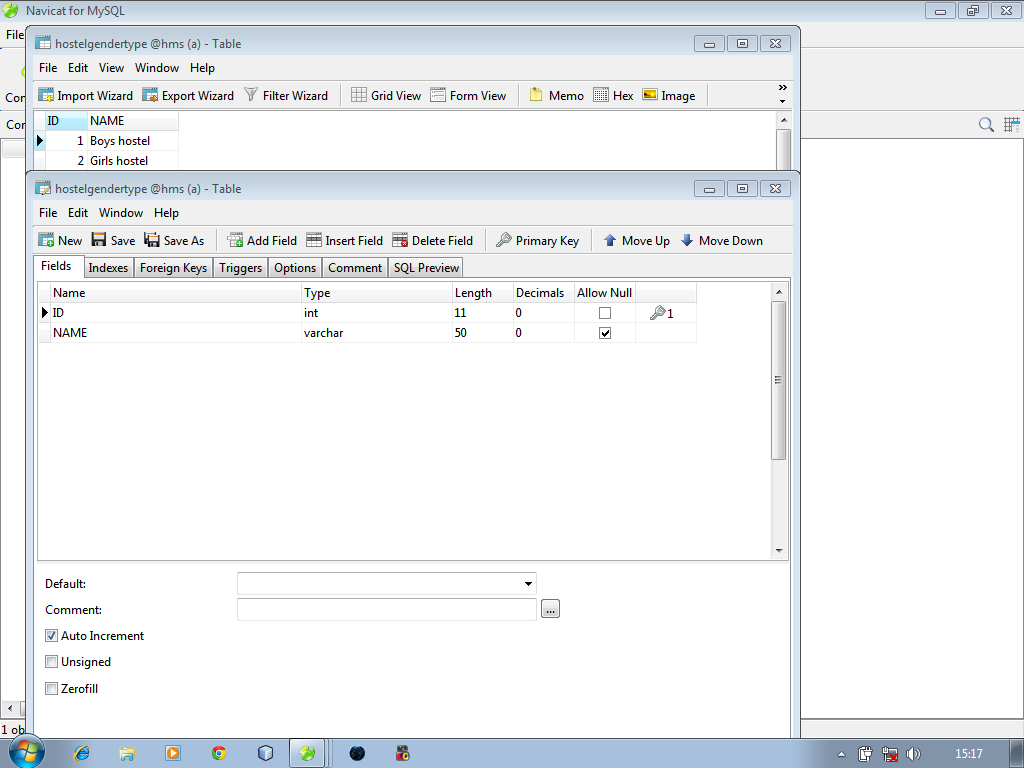 Navicat for MySQL
File
hostelgendertype @hms (a) - Table
File Edit View Window Help
Import Wizard Export Wizard Filter Wizard Grid View Form View Memo Hex Image
Con
Con
ID NAME
1 Boys hostel
2 Girls hostel
hostelgendertype @hms (a) - Table
File Edit Window Help
New Save Save As Add Field Insert Field Delete Field Primary Key Move Up Move Down
Fields Indexes Foreign Keys Triggers Options Comment SQL Preview
Name Type Length Decimals Allow Null
ID int 11 0 1
NAME varchar 50 0
Default:
Comment: ...
Auto Increment
Unsigned
Zerofill
1 ob
15:17